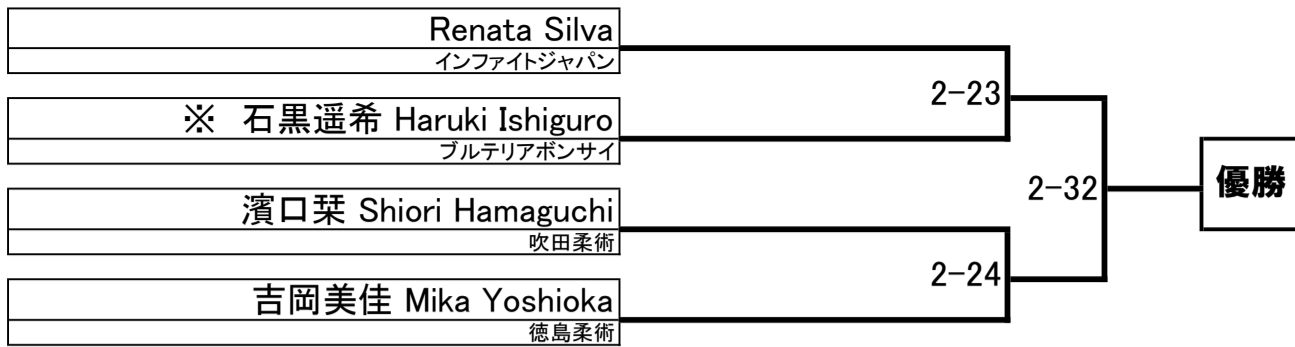 Renata Silva
インファイトジャパン
2-23
※ 石黒遥希 Haruki Ishiguro
ブルテリアボンサイ
2-32
優勝
濱口栞 Shiori Hamaguchi
吹田柔術
2-24
吉岡美佳 Mika Yoshioka
徳島柔術